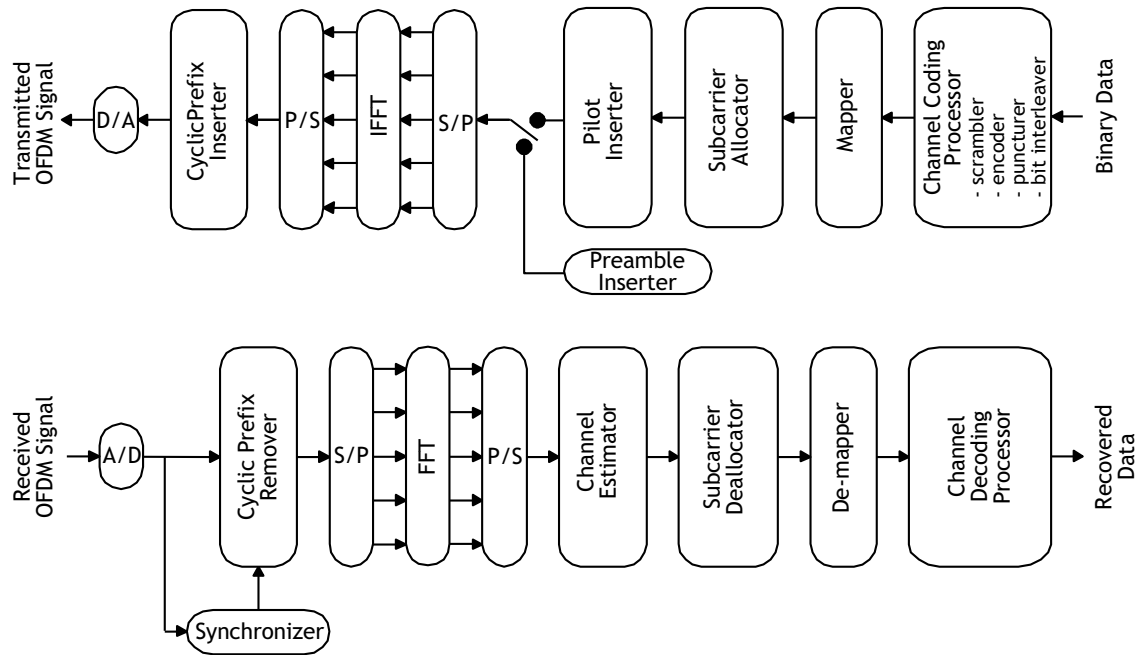 Transmitted
OFDM Signal
D/A
CyclicPrefix
Inserter
P/S
IFFT
S/P
Pilot
Inserter
Subcarrier
Allocator
Mapper
Channel Coding
Processor
- scrambler
- encoder
- puncturer
- bit interleaver
Binary Data
Preamble
Inserter
Received
OFDM Signal
A/D
Cyclic Prefix
Remover
S/P
FFT
P/S
Channel
Estimator
Subcarrier
Deallocator
De-mapper
Channel
Decoding
Processor
Recovered
Data
Synchronizer